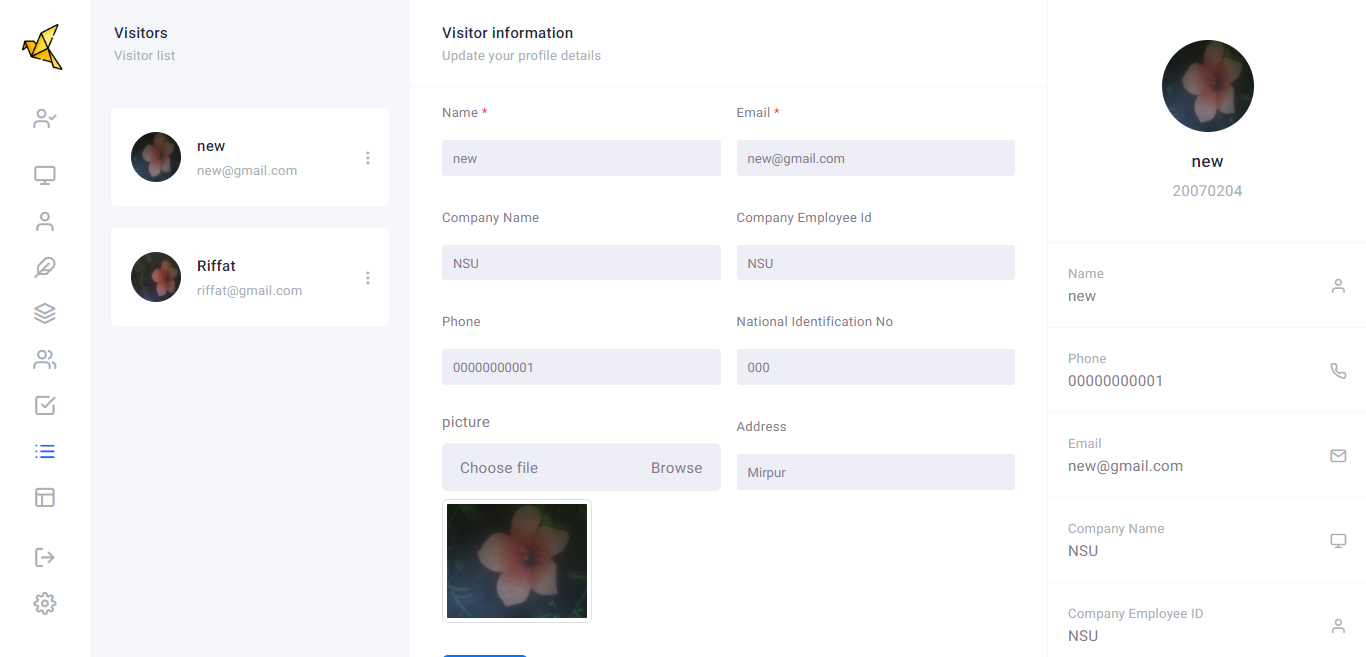 Visitors
Visitor list
new
new@gmail.com
Riffat
riffat@gmail.com
Visitor information
Update your profile details
Name *
Email *
new
new@gmail.com
Company Name
Company Employee Id
NSU
NSU
Phone
National Identification No
00000000001
000
picture
Address
Choose file
Browse
Mirpur
new
20070204
Name
new
Phone
00000000001
Email
new@gmail.com
Company Name
NSU
Company Employee ID
NSU